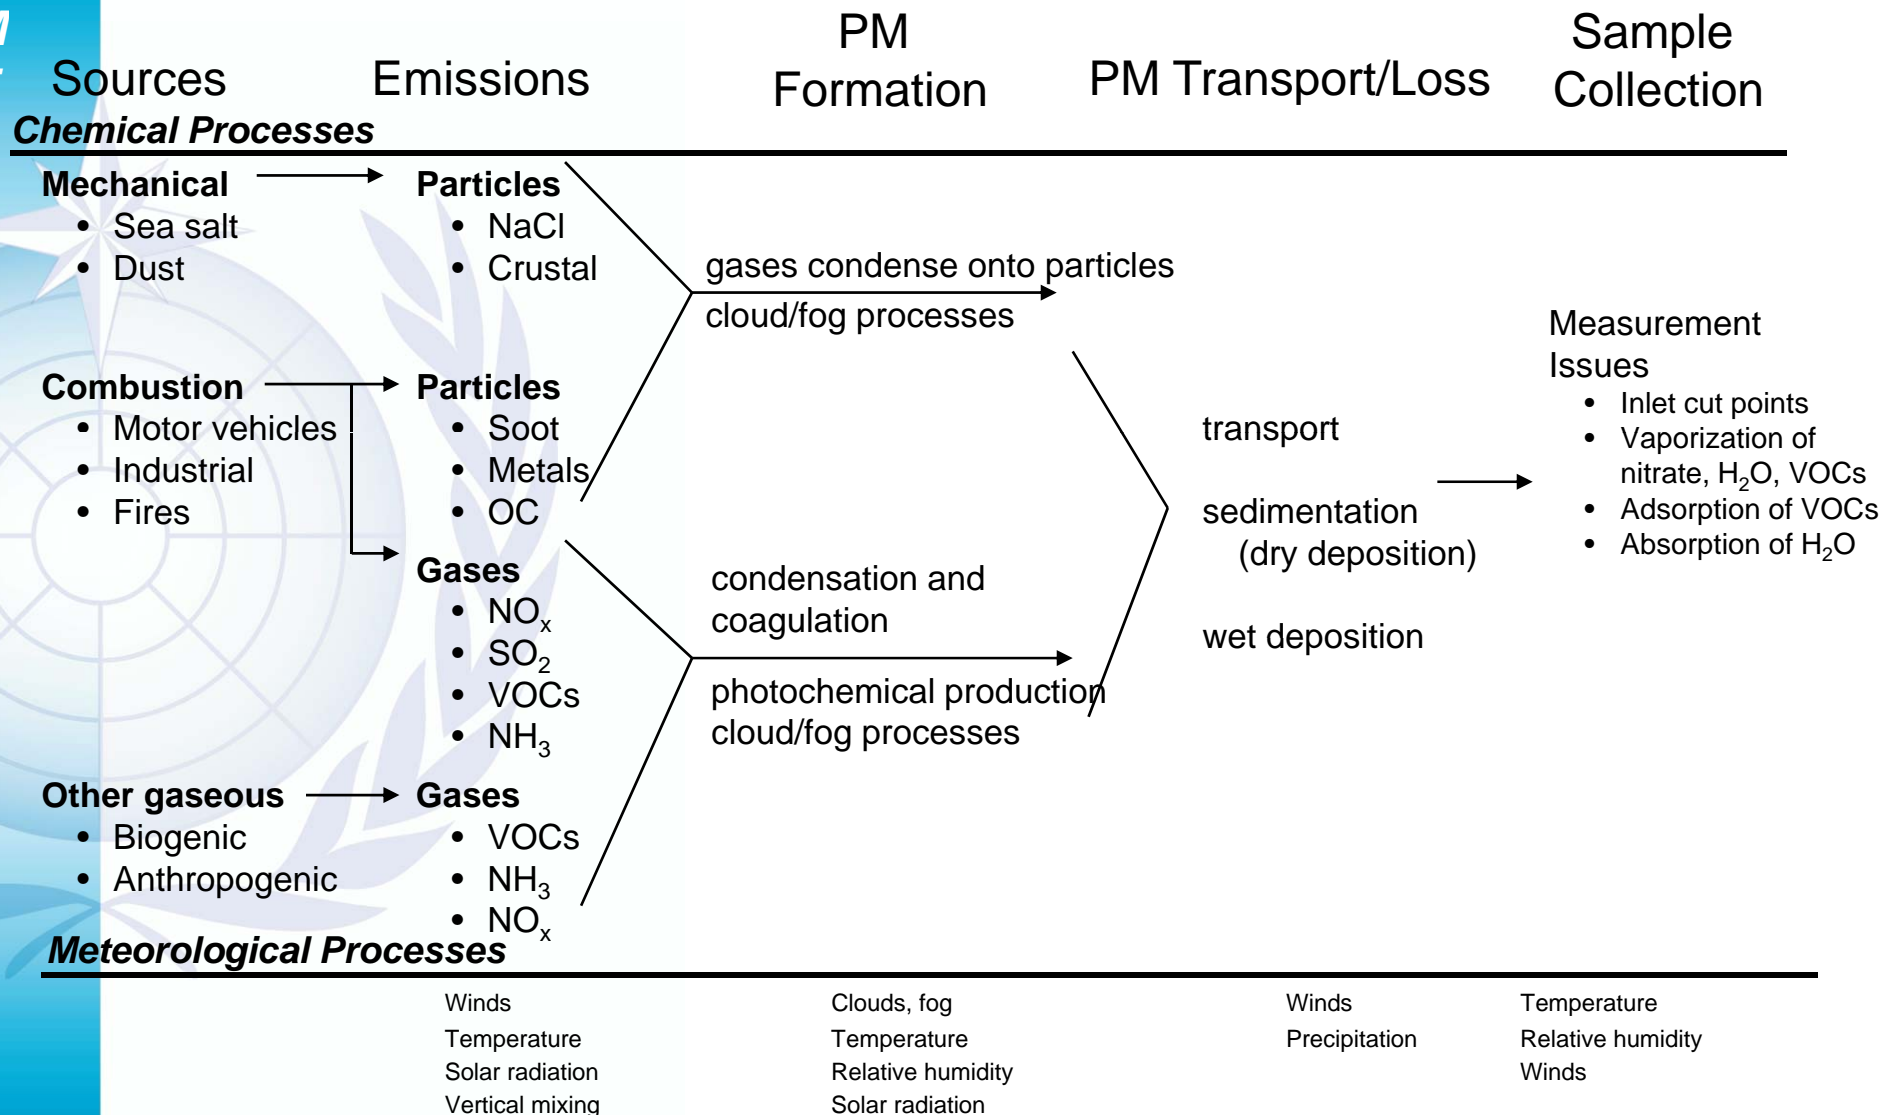 Sources
Emissions
PM
Formation
PM Transport/Loss
Sample
Collection
Chemical Processes
Mechanical
• Sea salt
• Dust
Particles
• NaCl
• Crustal
gases condense onto particles
cloud/fog processes
Combustion
• Motor vehicles
• Industrial
• Fires
Particles
• Soot
• Metals
• OC
Gases
• NOx
• SO2
• VOCs
• NH3
condensation and
coagulation
photochemical production
cloud/fog processes
transport
sedimentation
(dry deposition)
wet deposition
Measurement
Issues
• Inlet cut points
• Vaporization of
nitrate, H2O, VOCs
• Adsorption of VOCs
• Absorption of H2O
Other gaseous
• Biogenic
• Anthropogenic
Gases
• VOCs
• NH3
• NOx
Meteorological Processes
Winds
Temperature
Solar radiation
Vertical mixing
Clouds, fog
Temperature
Relative humidity
Solar radiation
Winds
Precipitation
Temperature
Relative humidity
Winds